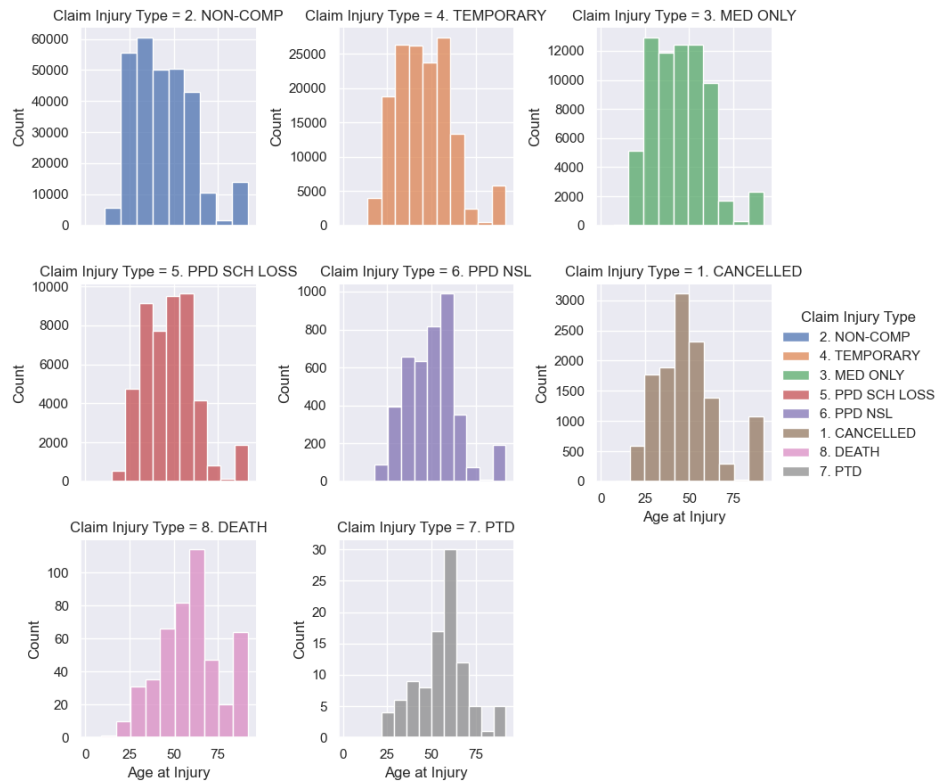 Claim Injury Type = 2. NON-COMP
60000
50000
40000
30000
20000
10000
0
Count
Claim Injury Type = 4. TEMPORARY
25000
20000
15000
10000
5000
0
Count
Claim Injury Type = 3. MED ONLY
12000
10000
8000
6000
4000
2000
0
Count
Claim Injury Type = 5. PPD SCH LOSS
10000
8000
6000
4000
2000
0
Count
Claim Injury Type = 6. PPD NSL
1000
800
600
400
200
0
Count
Claim Injury Type = 1. CANCELLED
3000
2500
2000
1500
1000
500
0
Count
0 25 50 75
Age at Injury
Claim Injury Type
2. NON-COMP
4. TEMPORARY
3. MED ONLY
5. PPD SCH LOSS
6. PPD NSL
1. CANCELLED
8. DEATH
7. PTD
Claim Injury Type = 8. DEATH
100
80
60
40
20
0
Count
0 25 50 75
Age at Injury
Claim Injury Type = 7. PTD
30
25
20
15
10
5
0
Count
0 25 50 75
Age at Injury